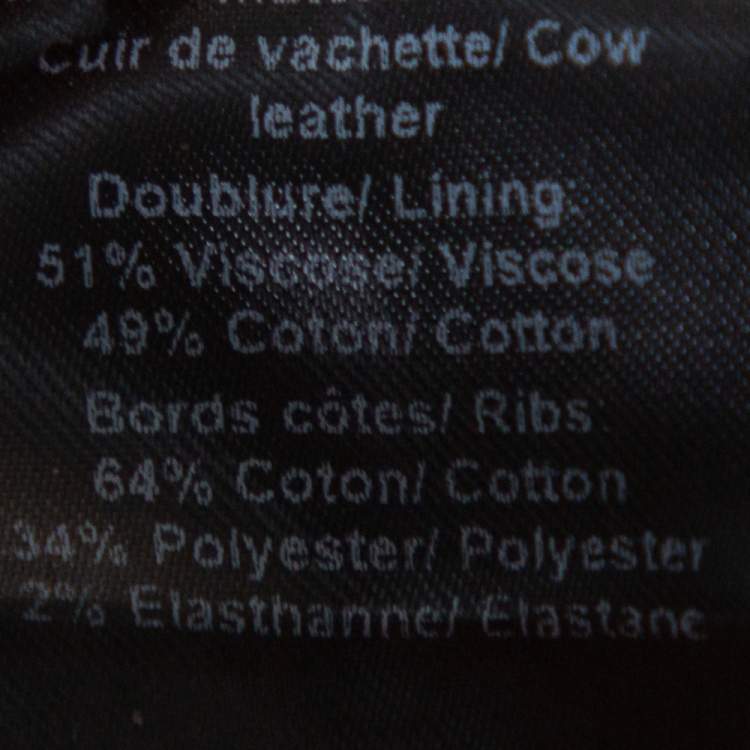 Cuir de vachette/ Cow
leather
Doublure/ Lining:
51% Viscose/ Viscose
49% Coton/ Cotton
Bords côtes/ Ribs:
64% Coton/ Cotton
34% Polyester/ Polyester
2% Elasthanne/ Elastane